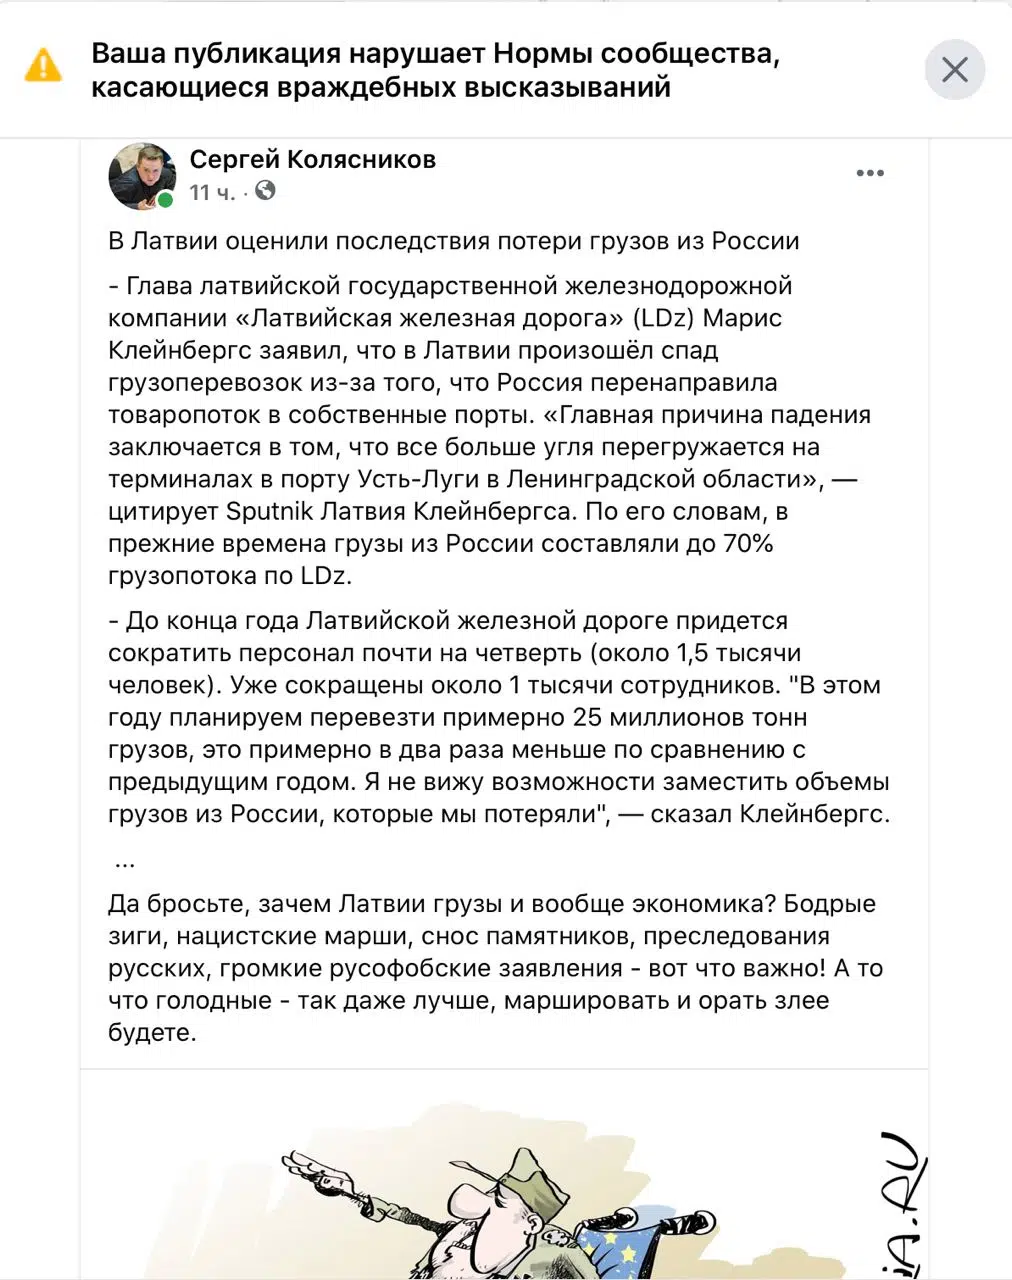 Ваша публикация нарушает Нормы сообщества,
касающиеся враждебных высказываний
Сергей Колясников
11 ч. ·
В Латвии оценили последствия потери грузов из России
- Глава латвийской государственной железнодорожной
компании «Латвийская железная дорога» (LDz) Марис
Клейнбергс заявил, что в Латвии произошёл спад
грузоперевозок из-за того, что Россия перенаправила
товаропоток в собственные порты. «Главная причина падения
заключается в том, что все больше угля перегружается на
терминалах в порту Усть-Луги в Ленинградской области», —
цитирует Sputnik Латвия Клейнбергса. По его словам, в
прежние времена грузы из России составляли до 70%
грузопотока по LDz.
- До конца года Латвийской железной дороге придется
сократить персонал почти на четверть (около 1,5 тысячи
человек). Уже сокращены около 1 тысячи сотрудников. "В этом
году планируем перевезти примерно 25 миллионов тонн
грузов, это примерно в два раза меньше по сравнению с
предыдущим годом. Я не вижу возможности заместить объемы
грузов из России, которые мы потеряли", — сказал Клейнбергс.
...
Да бросьте, зачем Латвии грузы и вообще экономика? Бодрые
зиги, нацистские марши, снос памятников, преследования
русских, громкие русофобские заявления - вот что важно! А то
что голодные - так даже лучше, маршировать и орать злее
будете.
iA.RU